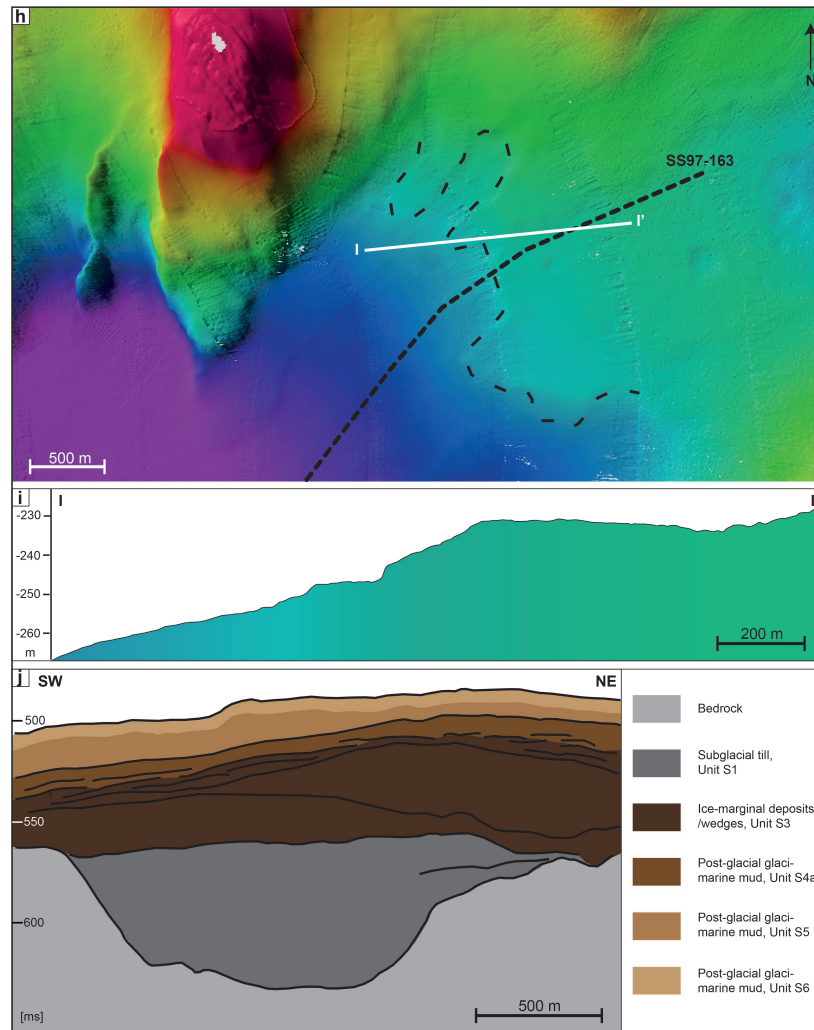 h
N
SS97-163
I
I'
500 m
i
I
I
-230
-240
-250
-260
m
200 m
j
SW
NE
500
550
600
[ms]
500 m
Bedrock
Subglacial till,
Unit S1
Ice-marginal deposits
/wedges, Unit S3
Post-glacial glaci-
marine mud, Unit S4a
Post-glacial glaci-
marine mud, Unit S5
Post-glacial glaci-
marine mud, Unit S6